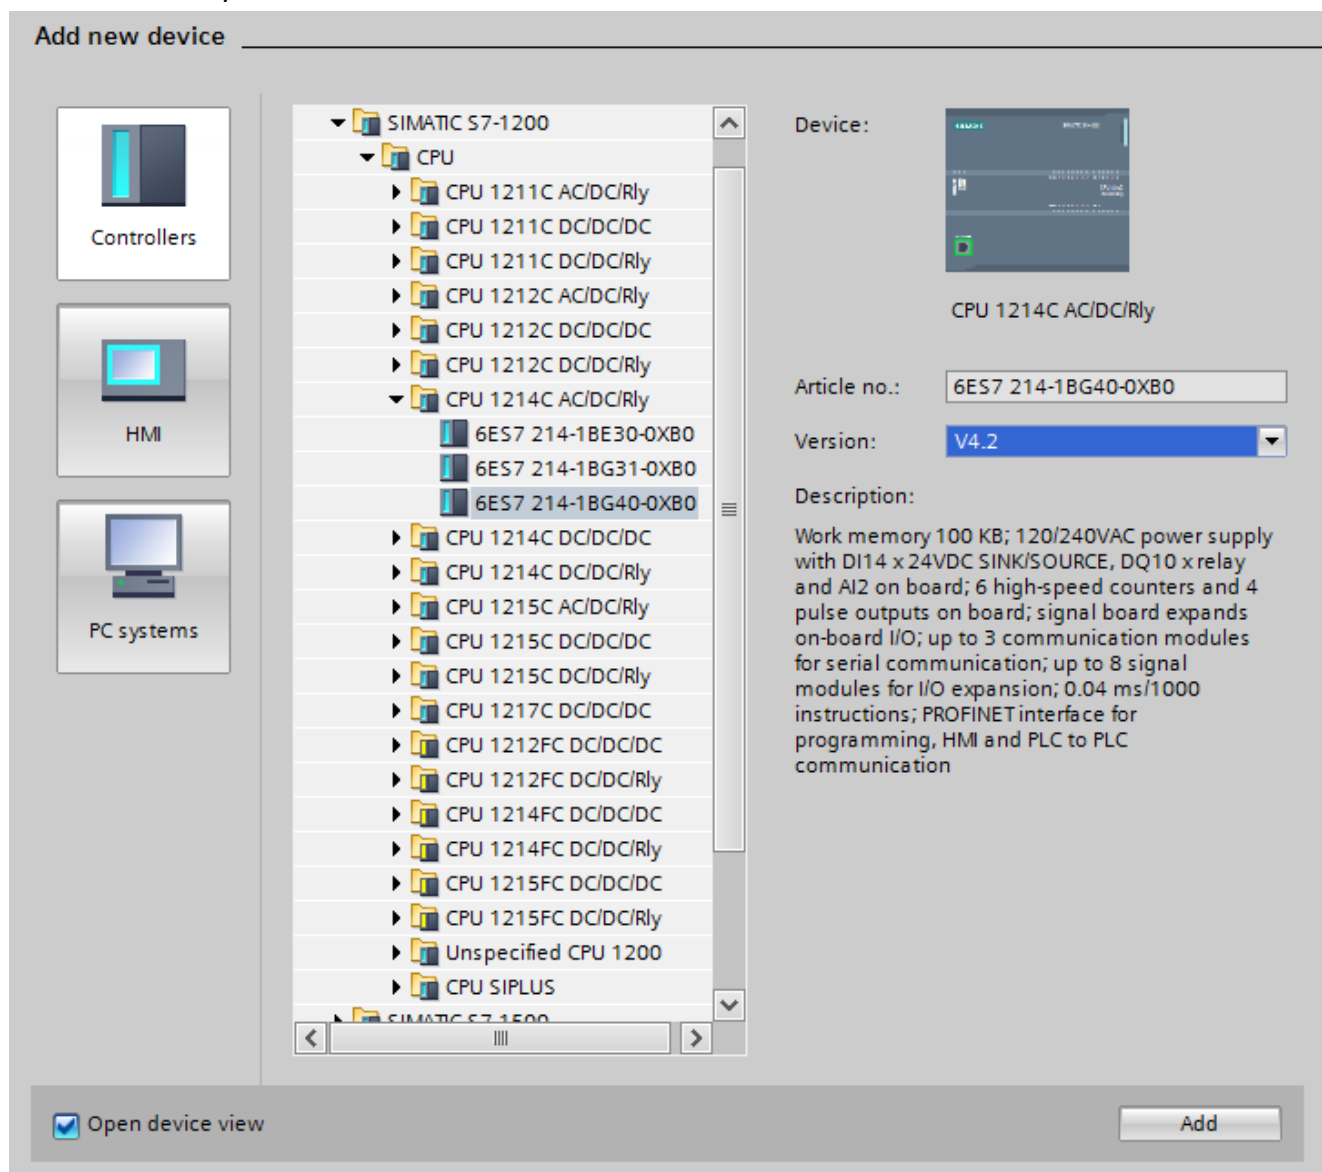 Add new device
Controllers
HMI
PC systems
SIMATIC S7-1200
CPU
CPU 1211C AC/DC/Rly
CPU 1211C DC/DC/DC
CPU 1211C DC/DC/Rly
CPU 1212C AC/DC/Rly
CPU 1212C DC/DC/DC
CPU 1212C DC/DC/Rly
CPU 1214C AC/DC/Rly
6ES7 214-1BE30-0XB0
6ES7 214-1BG31-0XB0
6ES7 214-1BG40-0XB0
CPU 1214C DC/DC/DC
CPU 1214C DC/DC/Rly
CPU 1215C AC/DC/Rly
CPU 1215C DC/DC/DC
CPU 1215C DC/DC/Rly
CPU 1217C DC/DC/DC
CPU 1212FC DC/DC/DC
CPU 1212FC DC/DC/Rly
CPU 1214FC DC/DC/DC
CPU 1214FC DC/DC/Rly
CPU 1215FC DC/DC/DC
CPU 1215FC DC/DC/Rly
Unspecified CPU 1200
CPU SIPLUS
SIMATIC S7-1500
Device:
CPU 1214C AC/DC/Rly
Article no.: 6ES7 214-1BG40-0XB0
Version: V4.2
Description:
Work memory 100 KB; 120/240VAC power supply
with DI14 x 24VDC SINK/SOURCE, DQ10 x relay
and AI2 on board; 6 high-speed counters and 4
pulse outputs on board; signal board expands
on-board I/O; up to 3 communication modules
for serial communication; up to 8 signal
modules for I/O expansion; 0.04 ms/1000
instructions; PROFINET interface for
programming, HMI and PLC to PLC
communication
Open device view
Add